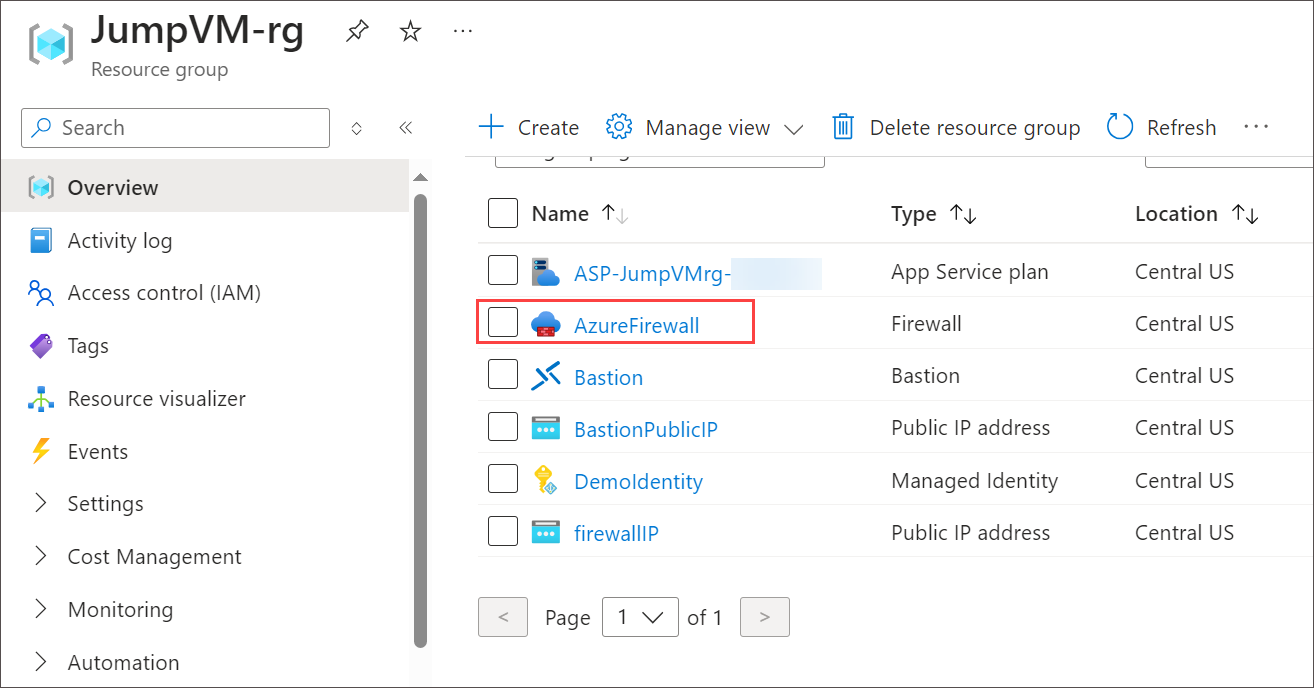 JumpVM-rg
Resource group
Search
Create Manage view Delete resource group Refresh
Overview
Activity log
Access control (IAM)
Tags
Resource visualizer
Events
Settings
Cost Management
Monitoring
Automation
Name Type Location
ASP-JumpVMrg- App Service plan Central US
AzureFirewall Firewall Central US
Bastion Bastion Central US
BastionPublicIP Public IP address Central US
DemoIdentity Managed Identity Central US
firewallIP Public IP address Central US
< Page 1 of 1 >